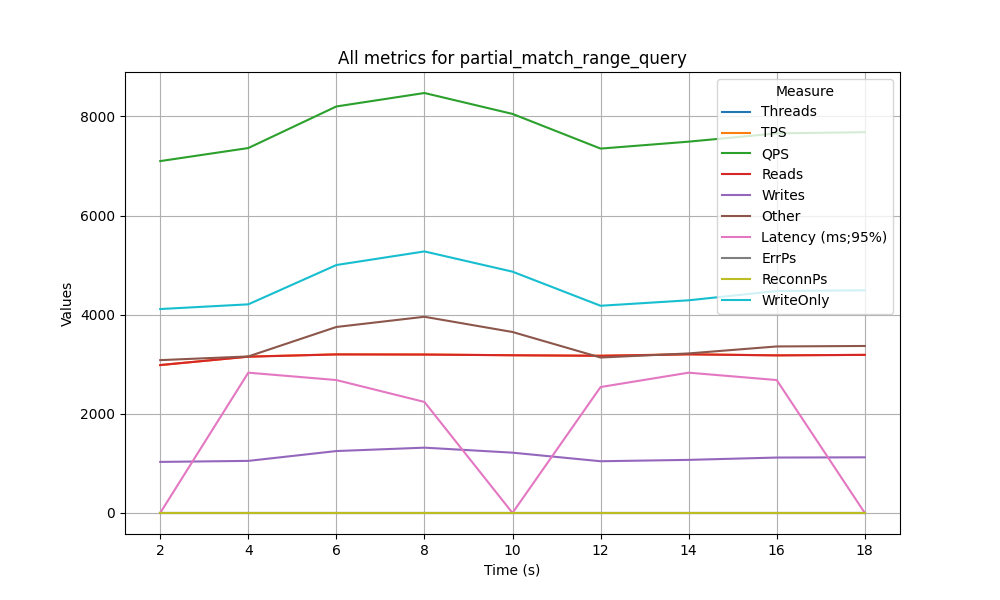 All metrics for partial_match_range_query
Measure
Threads
TPS
QPS
Reads
Writes
Other
Latency (ms;95%)
ErrPs
ReconnPs
WriteOnly
Values
8000
6000
4000
2000
0
2 4 6 8 10 12 14 16 18
Time (s)